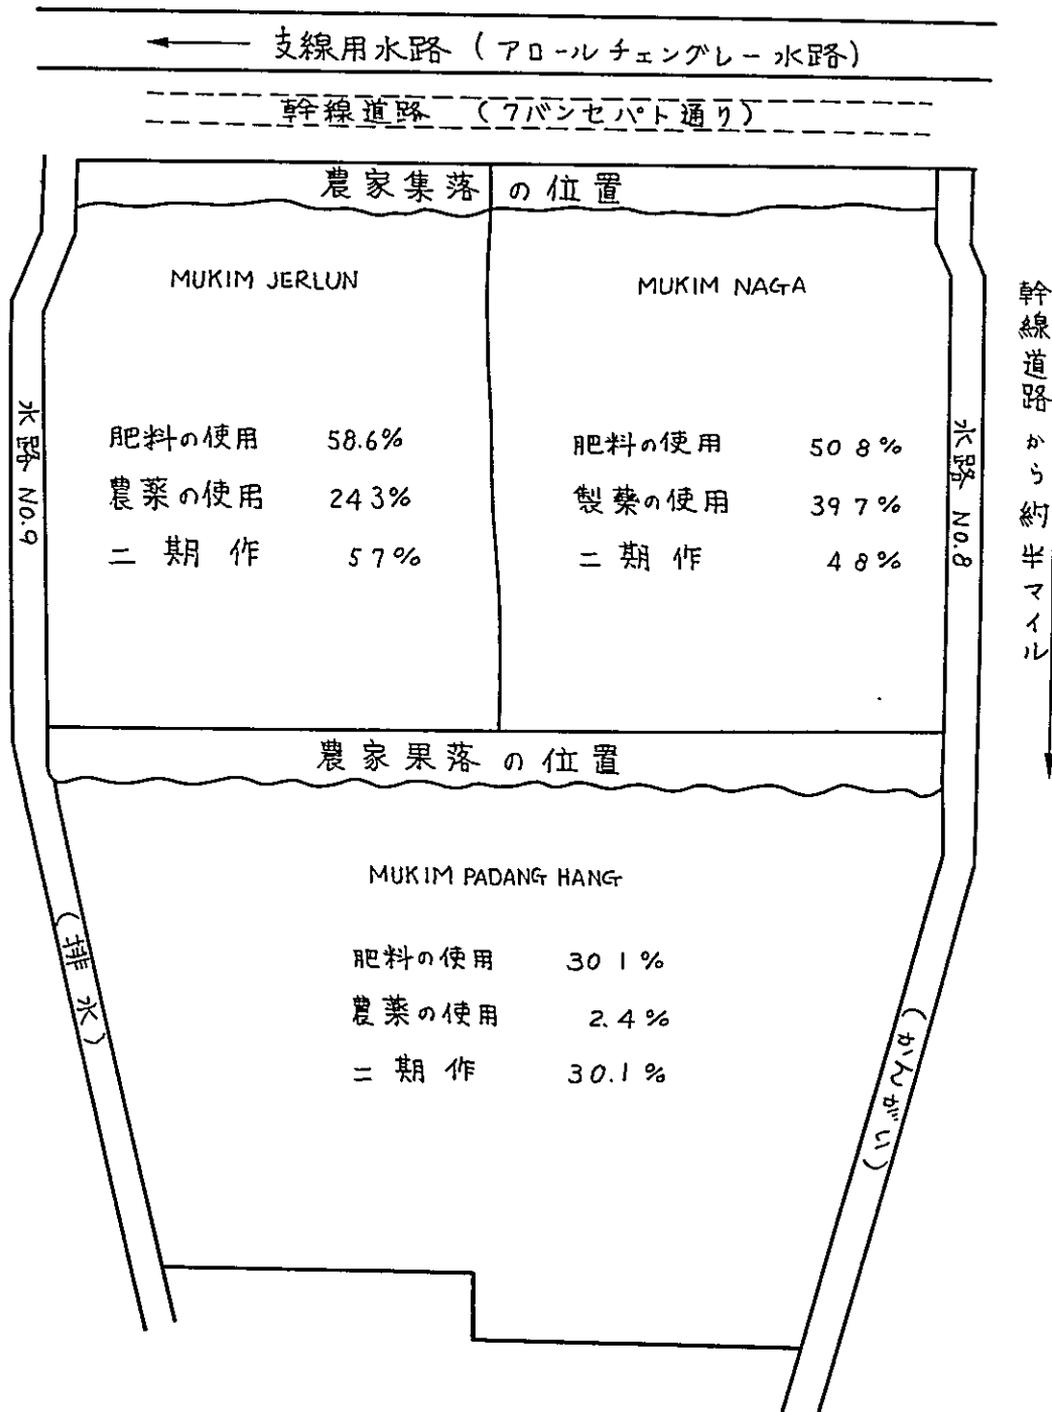 支線用水路（アロールチェングレー水路）
幹線道路 （7バンセパト通り）
農家集落の位置
MUKIM JERLUN
肥料の使用 58.6%
農薬の使用 24 3%
二期作 57%
MUKIM NAGA
肥料の使用 50 8%
製薬の使用 39 7%
二期作 48%
水路 No.9
水路 No.8
幹線道路から約半マイル
農家果落の位置
MUKIM PADANG HANG
肥料の使用 30 1%
農薬の使用 2.4%
二期作 30.1%
（排水）
（かんがい）